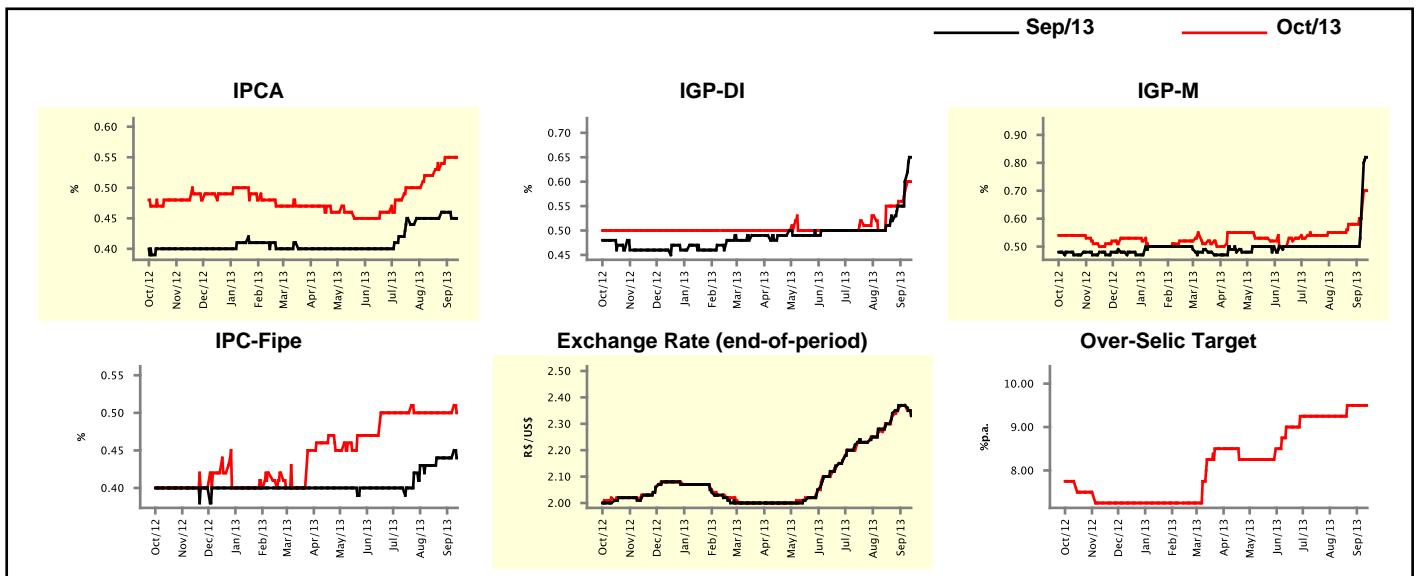 Sep/13 Oct/13
IPCA
%
0.60
0.55
0.50
0.45
0.40
Oct/12 Nov/12 Dec/12 Jan/13 Feb/13 Mar/13 Apr/13 May/13 Jun/13 Jul/13 Aug/13 Sep/13
IGP-DI
%
0.70
0.65
0.60
0.55
0.50
0.45
Oct/12 Nov/12 Dec/12 Jan/13 Feb/13 Mar/13 Apr/13 May/13 Jun/13 Jul/13 Aug/13 Sep/13
IGP-M
%
0.90
0.80
0.70
0.60
0.50
Oct/12 Nov/12 Dec/12 Jan/13 Feb/13 Mar/13 Apr/13 May/13 Jun/13 Jul/13 Aug/13 Sep/13
IPC-Fipe
%
0.55
0.50
0.45
0.40
Oct/12 Nov/12 Dec/12 Jan/13 Feb/13 Mar/13 Apr/13 May/13 Jun/13 Jul/13 Aug/13 Sep/13
Exchange Rate (end-of-period)
R$/US$
2.50
2.40
2.30
2.20
2.10
2.00
Oct/12 Nov/12 Dec/12 Jan/13 Feb/13 Mar/13 Apr/13 May/13 Jun/13 Jul/13 Aug/13 Sep/13
Over-Selic Target
%p.a.
10.00
9.00
8.00
Oct/12 Nov/12 Dec/12 Jan/13 Feb/13 Mar/13 Apr/13 May/13 Jun/13 Jul/13 Aug/13 Sep/13